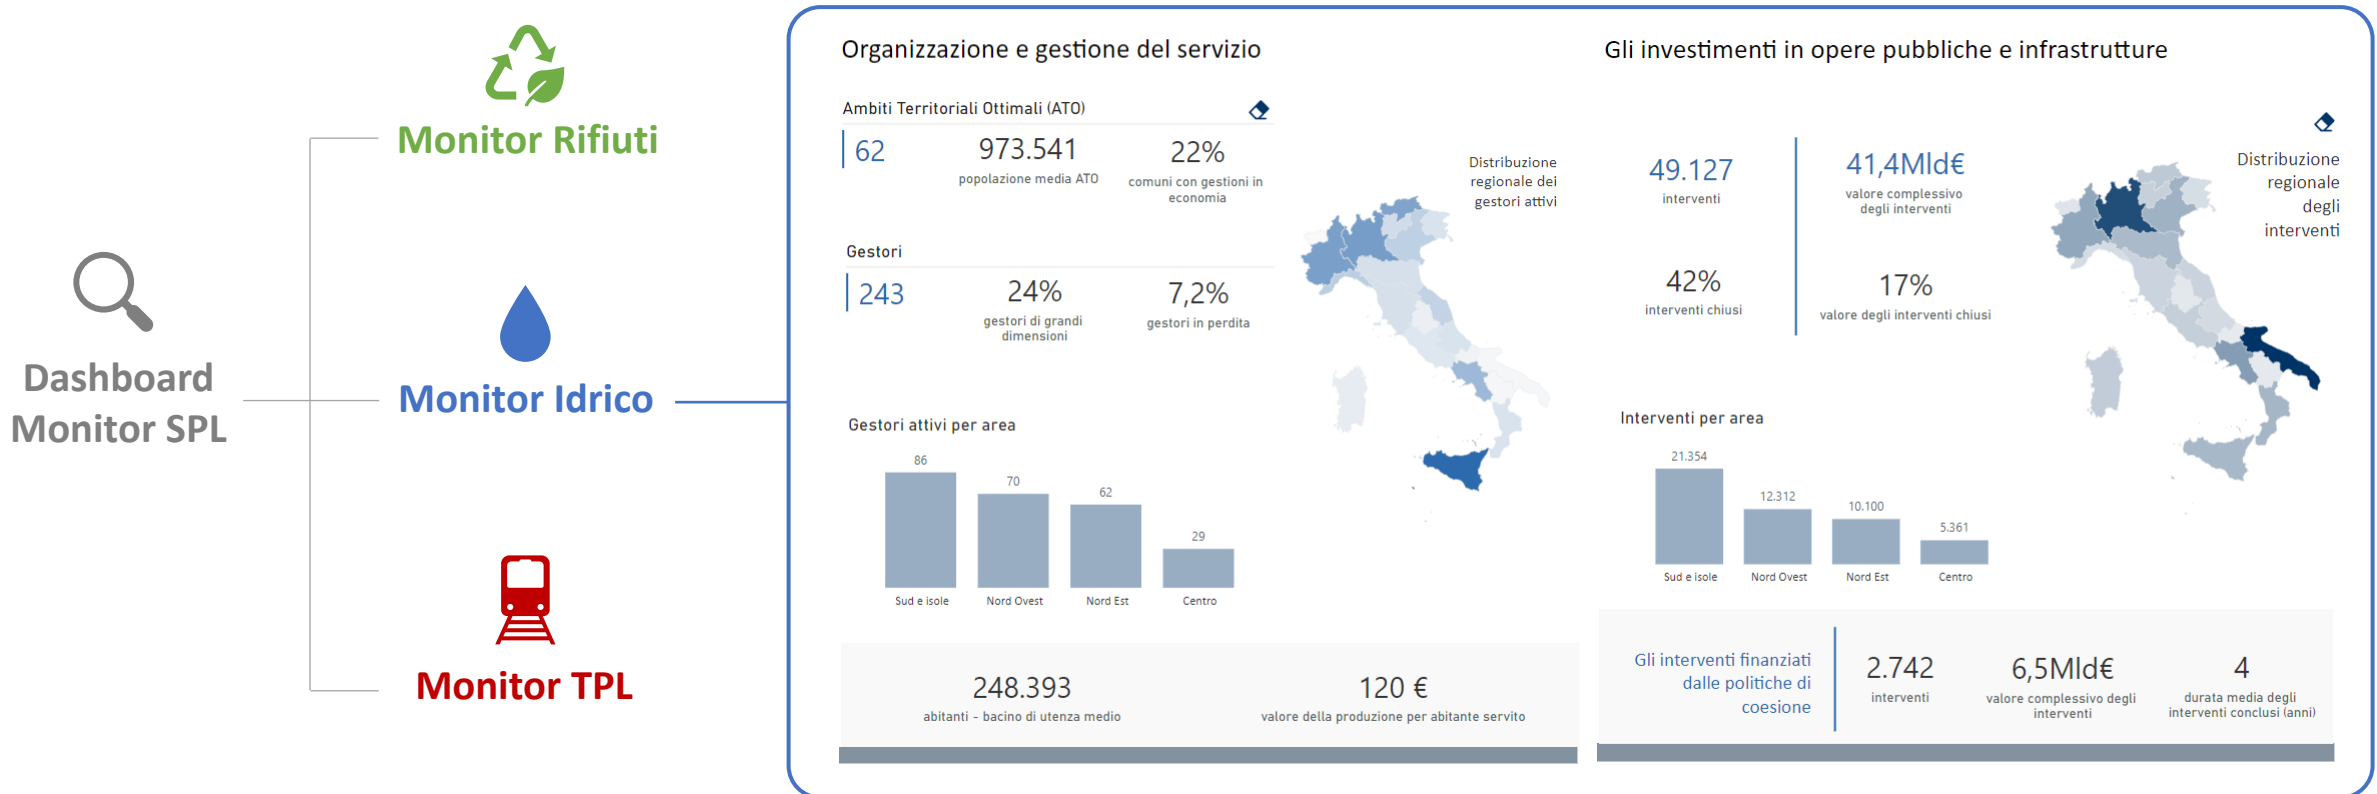 Dashboard
Monitor SPL
Monitor Rifiuti
Monitor Idrico
Monitor TPL
Organizzazione e gestione del servizio
Ambiti Territoriali Ottimali (ATO)
62
973.541
popolazione media ATO
22%
comuni con gestioni in
economia
Gestori
243
24%
gestori di grandi
dimensioni
7,2%
gestori in perdita
Distribuzione
regionale dei
gestori attivi
Gestori attivi per area
86
70
62
29
Sud e isole
Nord Ovest
Nord Est
Centro
248.393
abitanti - bacino di utenza medio
120 €
valore della produzione per abitante servito
Gli investimenti in opere pubbliche e infrastrutture
49.127
interventi
41,4Mld€
valore complessivo
degli interventi
42%
interventi chiusi
17%
valore degli interventi chiusi
Distribuzione
regionale
degli
interventi
Interventi per area
21.354
12.312
10.100
5.361
Sud e isole
Nord Ovest
Nord Est
Centro
Gli interventi finanziati
dalle politiche di
coesione
2.742
interventi
6,5Mld€
valore complessivo degli
interventi
4
durata media degli
interventi conclusi (anni)